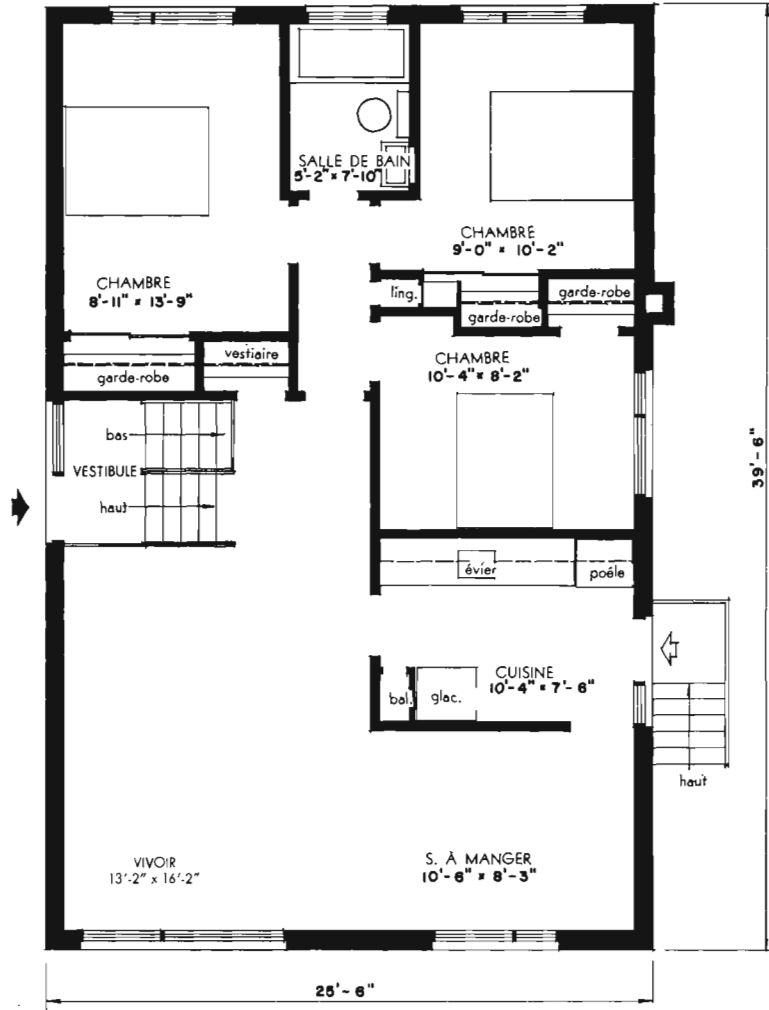 SALLE DE BAIN
5'-2" x 7'-10"
CHAMBRE
9'-0" x 10'-2"
CHAMBRE
8'-11" x 13'-9"
ling.
garde-robe
garde-robe
vestiaire
garde-robe
CHAMBRE
10'-4" x 8'-2"
bas
VESTIBULE
haut
39'-6"
évier
poêle
CUISINE
10'-4" x 7'-6"
bal.
glac.
haut
VIVOIR
13'-2" x 16'-2"
S. À MANGER
10'-6" x 8'-3"
25'-6"